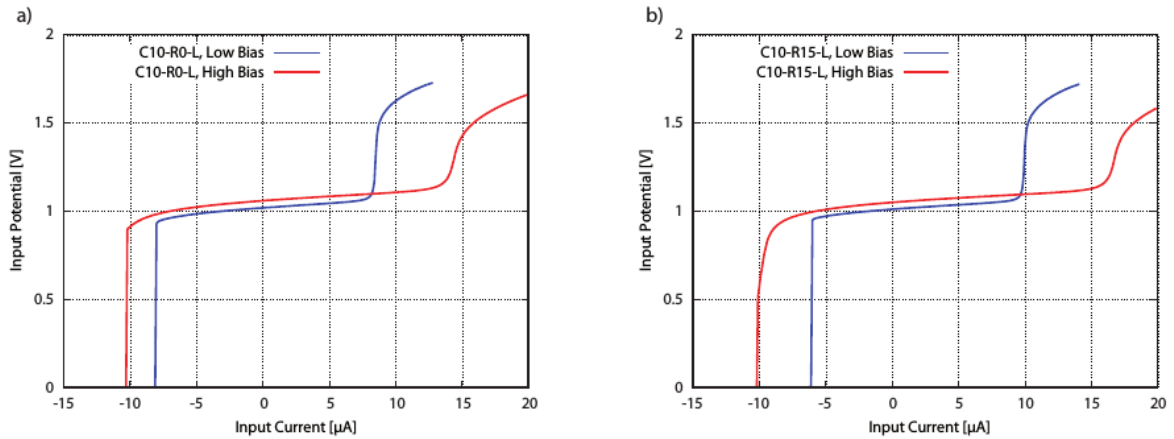 a)
2
1.5
1
0.5
0
-15
-10
-5
0
5
10
15
20
Input Potential [V]
Input Current [µA]
C10-R0-L, Low Bias
C10-R0-L, High Bias
b)
2
1.5
1
0.5
0
-15
-10
-5
0
5
10
15
20
Input Potential [V]
Input Current [µA]
C10-R15-L, Low Bias
C10-R15-L, High Bias